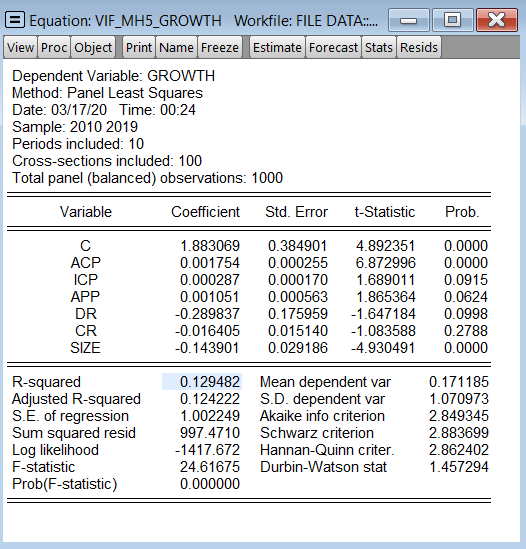 Equation: VIF_MH5_GROWTH Workfile: FILE DATA::...
View Proc Object Print Name Freeze Estimate Forecast Stats Resids
Dependent Variable: GROWTH
Method: Panel Least Squares
Date: 03/17/20 Time: 00:24
Sample: 2010 2019
Periods included: 10
Cross-sections included: 100
Total panel (balanced) observations: 1000
Variable Coefficient Std. Error t-Statistic Prob.
C 1.883069 0.384901 4.892351 0.0000
ACP 0.001754 0.000255 6.872996 0.0000
ICP 0.000287 0.000170 1.689011 0.0915
APP 0.001051 0.000563 1.865364 0.0624
DR -0.289837 0.175959 -1.647184 0.0998
CR -0.016405 0.015140 -1.083588 0.2788
SIZE -0.143901 0.029186 -4.930491 0.0000
R-squared 0.129482 Mean dependent var 0.171185
Adjusted R-squared 0.124222 S.D. dependent var 1.070973
S.E. of regression 1.002249 Akaike info criterion 2.849345
Sum squared resid 997.4710 Schwarz criterion 2.883699
Log likelihood -1417.672 Hannan-Quinn criter. 2.862402
F-statistic 24.61675 Durbin-Watson stat 1.457294
Prob(F-statistic) 0.000000